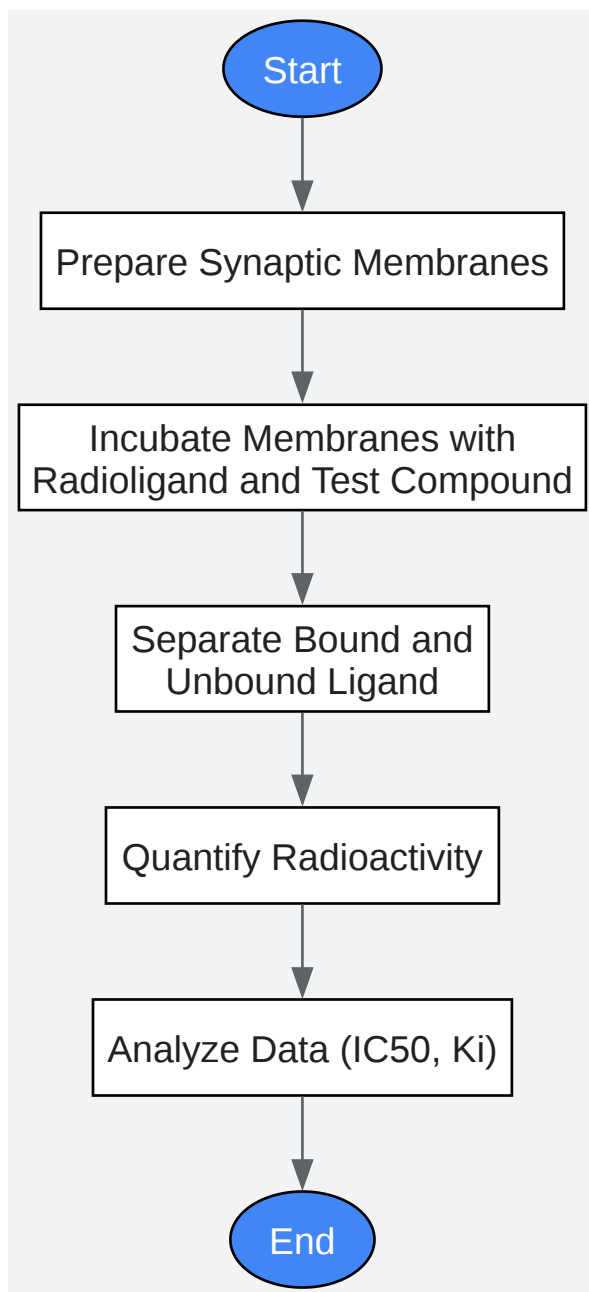 Start
Prepare Synaptic Membranes
Incubate Membranes with
Radioligand and Test Compound
Separate Bound and
Unbound Ligand
Quantify Radioactivity
Analyze Data (IC50, Ki)
End